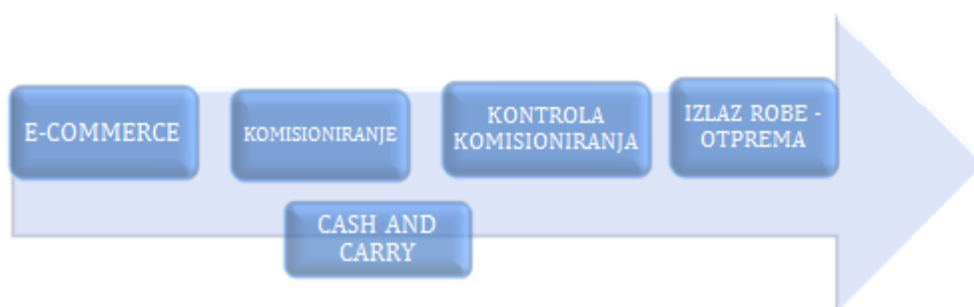 E-COMMERCE
KOMISIONIRANJE
KONTROLA
KOMISIONIRANJA
IZLAZ ROBE -
OTPREMA
CASH AND
CARRY